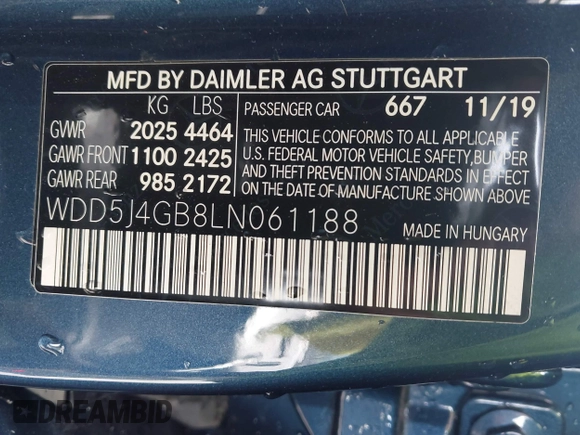 MFD BY DAIMLER AG STUTTGART
KG LBS
GVWR 2025 4464
GAWR FRONT 1100 2425
GAWR REAR 985 2172
PASSENGER CAR 667 11/19
THIS VEHICLE CONFORMS TO ALL APPLICABLE
U.S. FEDERAL MOTOR VEHICLE SAFETY, BUMPER
AND THEFT PREVENTION STANDARDS IN EFFECT
ON THE DATE OF MANUFACTURE SHOWN ABOVE.
WDD5J4GB8LN061188
MADE IN HUNGARY
DREAMBID